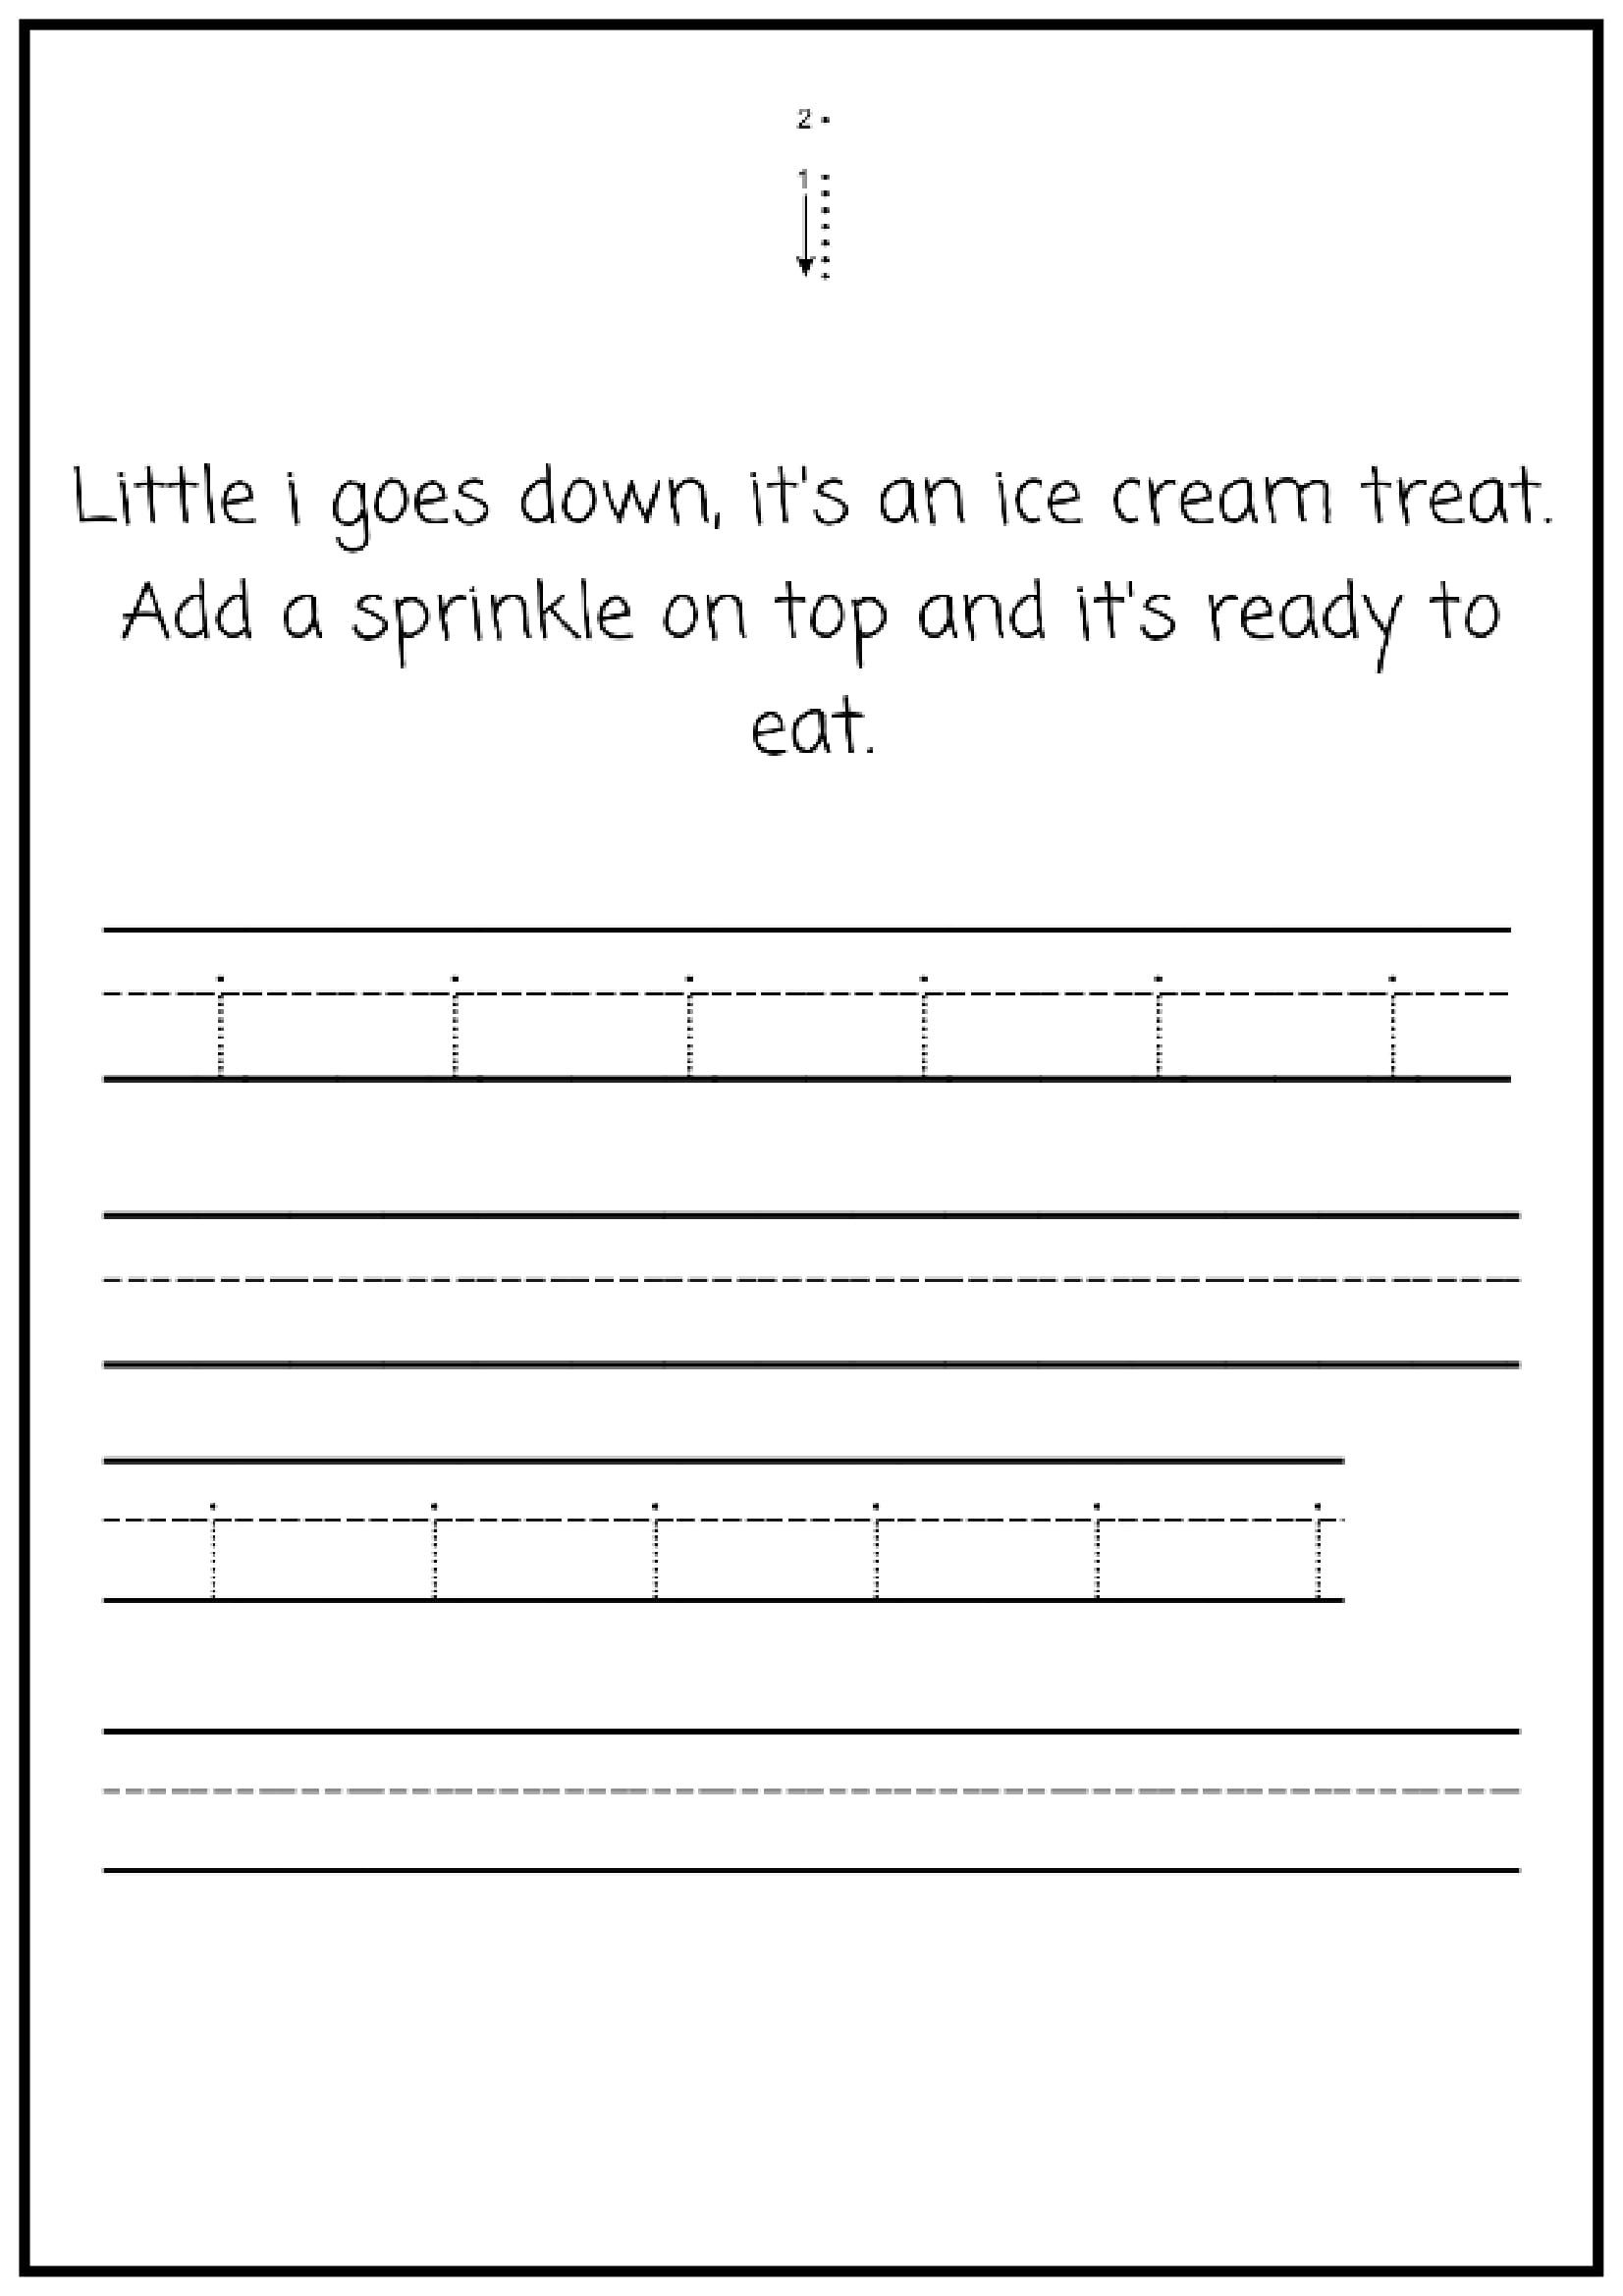 2
1
Little i goes down, it's an ice cream treat.
Add a sprinkle on top and it's ready to
eat.
i i i i i i
i i i i i i